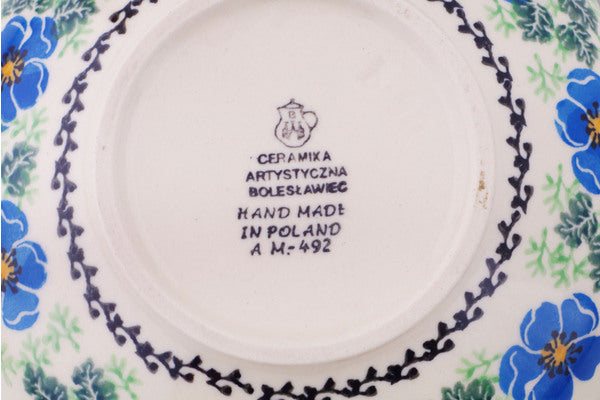 CERAMIKA
ARTYSTYCZNA
BOLESŁAWIEC
HAND MADE
IN POLAND
A M.-492